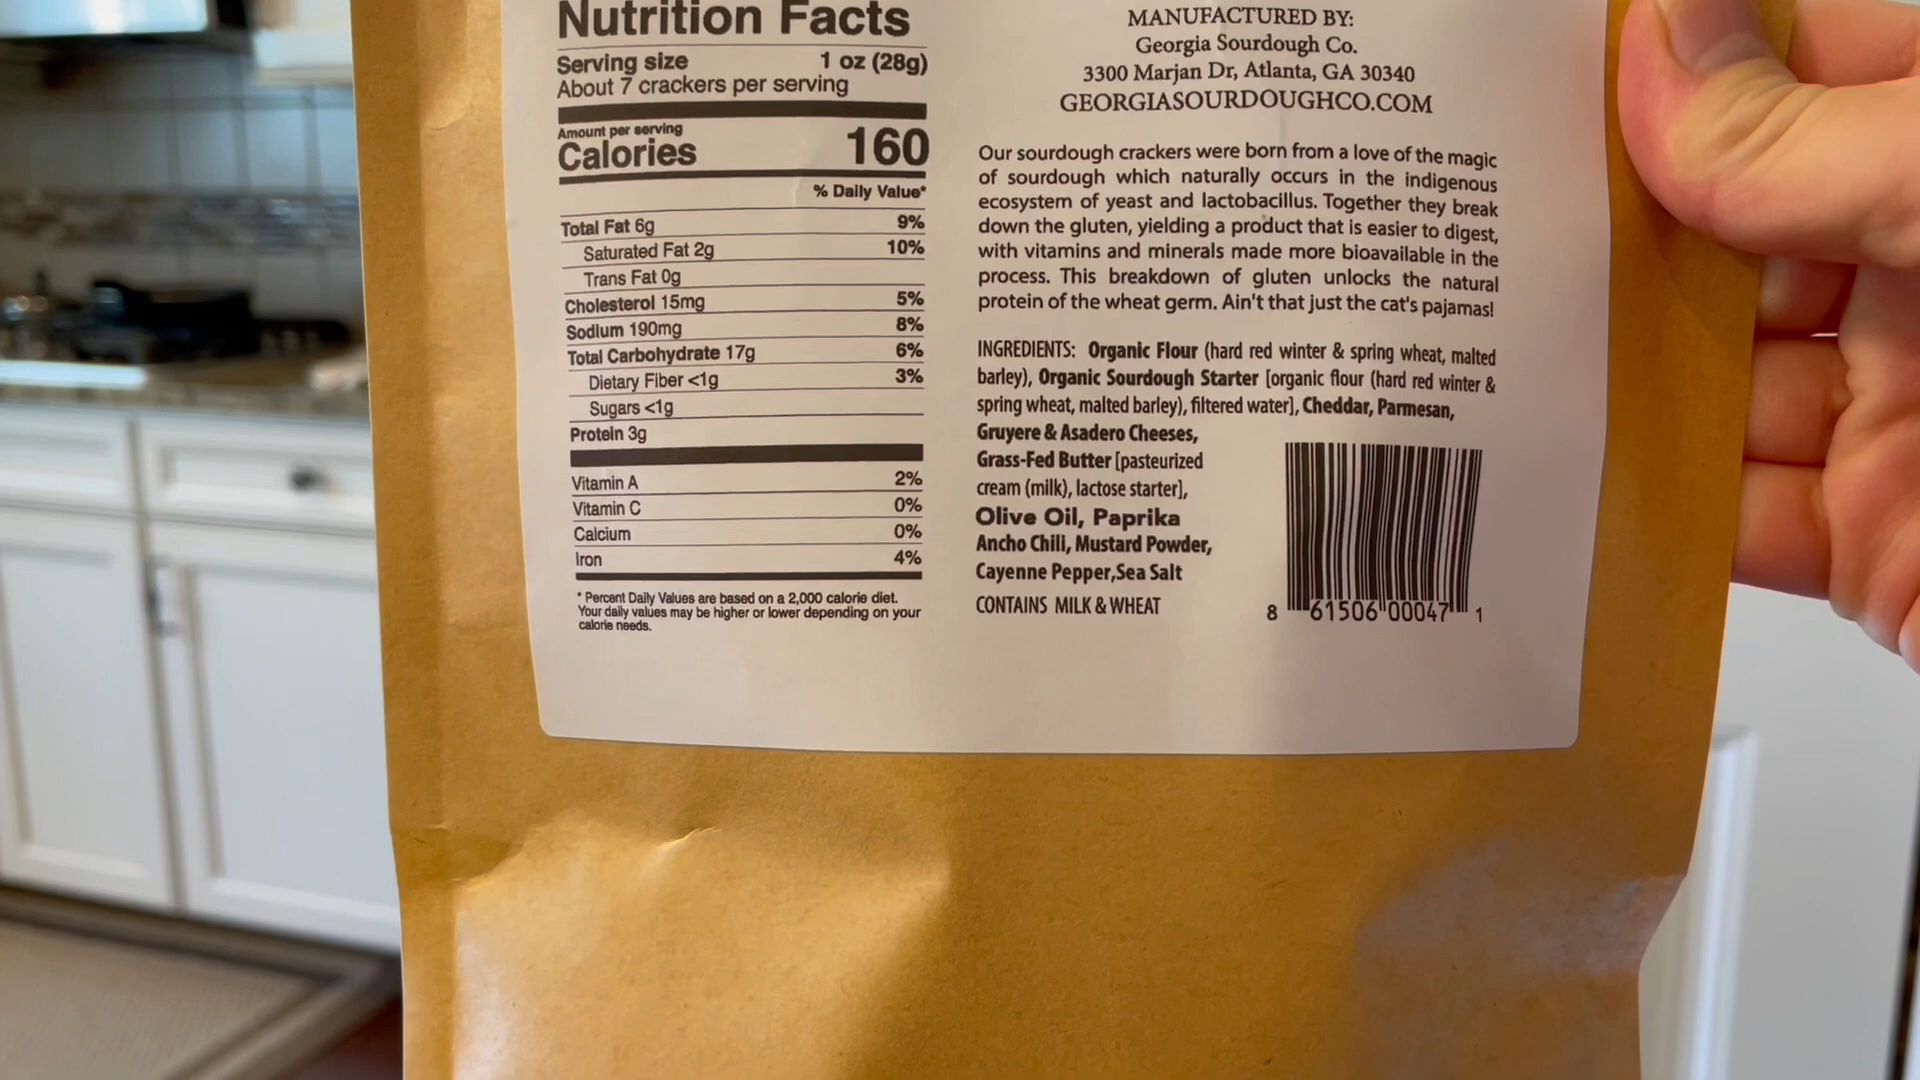 Nutrition Facts
Serving size 1 oz (28g)
About 7 crackers per serving
Amount per serving
Calories 160
% Daily Value*
Total Fat 6g 9%
Saturated Fat 2g 10%
Trans Fat 0g
Cholesterol 15mg 5%
Sodium 190mg 8%
Total Carbohydrate 17g 6%
Dietary Fiber <1g 3%
Sugars <1g
Protein 3g
Vitamin A 2%
Vitamin C 0%
Calcium 0%
Iron 4%
* Percent Daily Values are based on a 2,000 calorie diet.
Your daily values may be higher or lower depending on your
calorie needs.
MANUFACTURED BY:
Georgia Sourdough Co.
3300 Marjan Dr, Atlanta, GA 30340
GEORGIASOURDOUGHCO.COM
Our sourdough crackers were born from a love of the magic
of sourdough which naturally occurs in the indigenous
ecosystem of yeast and lactobacillus. Together they break
down the gluten, yielding a product that is easier to digest,
with vitamins and minerals made more bioavailable in the
process. This breakdown of gluten unlocks the natural
protein of the wheat germ. Ain't that just the cat's pajamas!
INGREDIENTS: Organic Flour (hard red winter & spring wheat, malted
barley), Organic Sourdough Starter [organic flour (hard red winter &
spring wheat, malted barley), filtered water], Cheddar, Parmesan,
Gruyere & Asadero Cheeses,
Grass-Fed Butter [pasteurized
cream (milk), lactose starter],
Olive Oil, Paprika
Ancho Chili, Mustard Powder,
Cayenne Pepper,Sea Salt
CONTAINS MILK & WHEAT
8 61506 00047 1